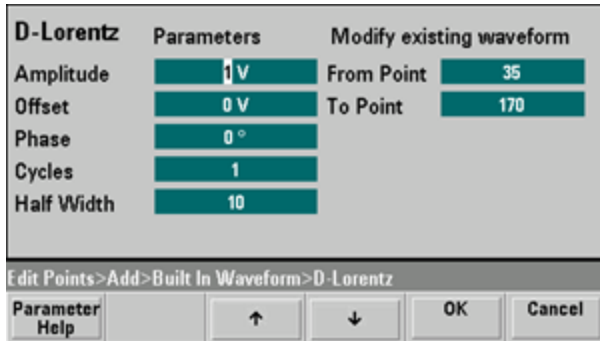 D-Lorentz Parameters Modify existing waveform
Amplitude 1 V From Point 35
Offset 0 V To Point 170
Phase 0 °
Cycles 1
Half Width 10
Edit Points>Add>Built In Waveform>D-Lorentz
Parameter Help ↑ ↓ OK Cancel